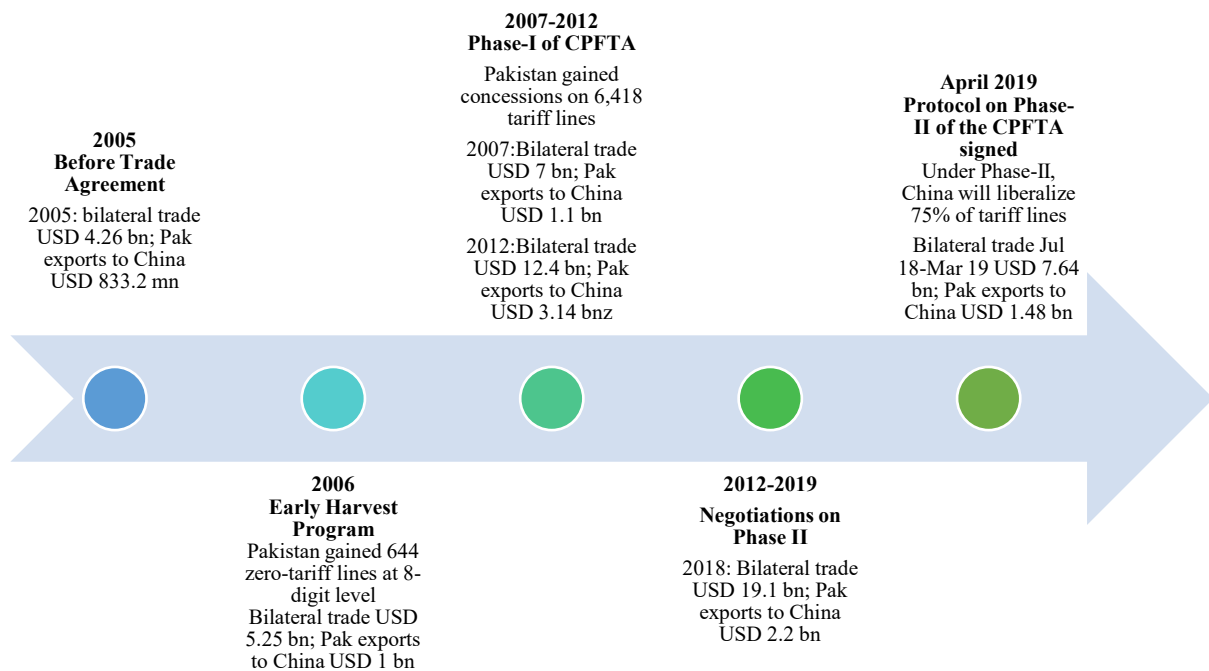 2005
Before Trade
Agreement
2005: bilateral trade
USD 4.26 bn; Pak
exports to China
USD 833.2 mn
2006
Early Harvest
Program
Pakistan gained 644
zero-tariff lines at 8-
digit level
Bilateral trade USD
5.25 bn; Pak exports
to China USD 1 bn
2007-2012
Phase-I of CPFTA
Pakistan gained
concessions on 6,418
tariff lines
2007:Bilateral trade
USD 7 bn; Pak
exports to China
USD 1.1 bn
2012:Bilateral trade
USD 12.4 bn; Pak
exports to China
USD 3.14 bnz
2012-2019
Negotiations on
Phase II
2018: Bilateral trade
USD 19.1 bn; Pak
exports to China
USD 2.2 bn
April 2019
Protocol on Phase-
II of the CPFTA
signed
Under Phase-II,
China will liberalize
75% of tariff lines
Bilateral trade Jul
18-Mar 19 USD 7.64
bn; Pak exports to
China USD 1.48 bn